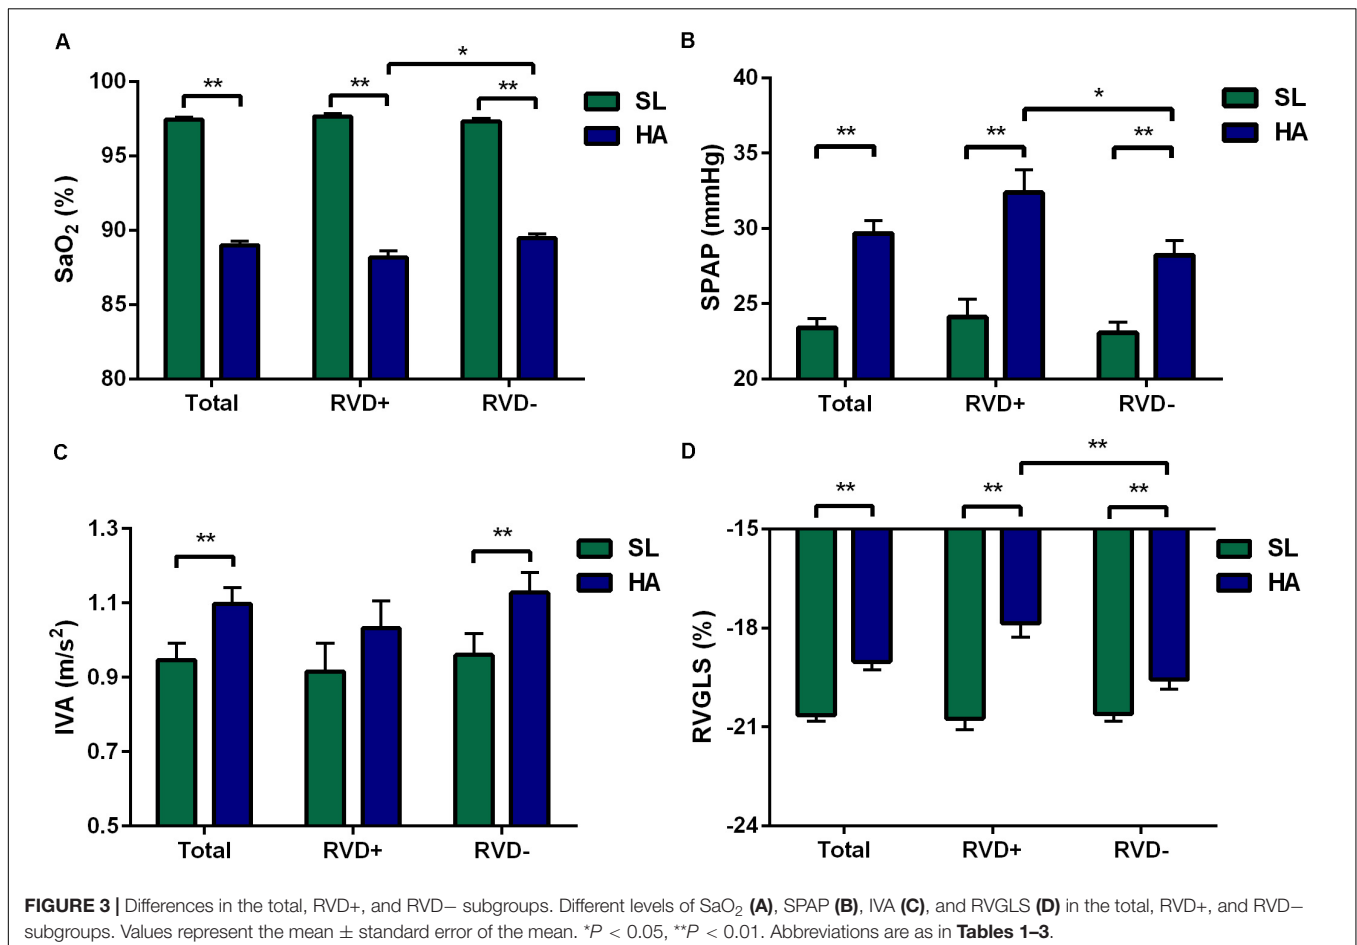 A
SaO₂ (%)
100
95
90
85
80
**
**
**
*
SL
HA
Total
RVD+
RVD-
B
SPAP (mmHg)
40
35
30
25
20
**
**
**
*
SL
HA
Total
RVD+
RVD-
C
IVA (m/s²)
1.3
1.1
0.9
0.7
0.5
**
**
SL
HA
Total
RVD+
RVD-
D
RVGLS (%)
-15
-18
-21
-24
**
**
**
**
SL
HA
Total
RVD+
RVD-
FIGURE 3 | Differences in the total, RVD+, and RVD− subgroups. Different levels of SaO₂ (A), SPAP (B), IVA (C), and RVGLS (D) in the total, RVD+, and RVD−
subgroups. Values represent the mean ± standard error of the mean. *P < 0.05, **P < 0.01. Abbreviations are as in Tables 1–3.